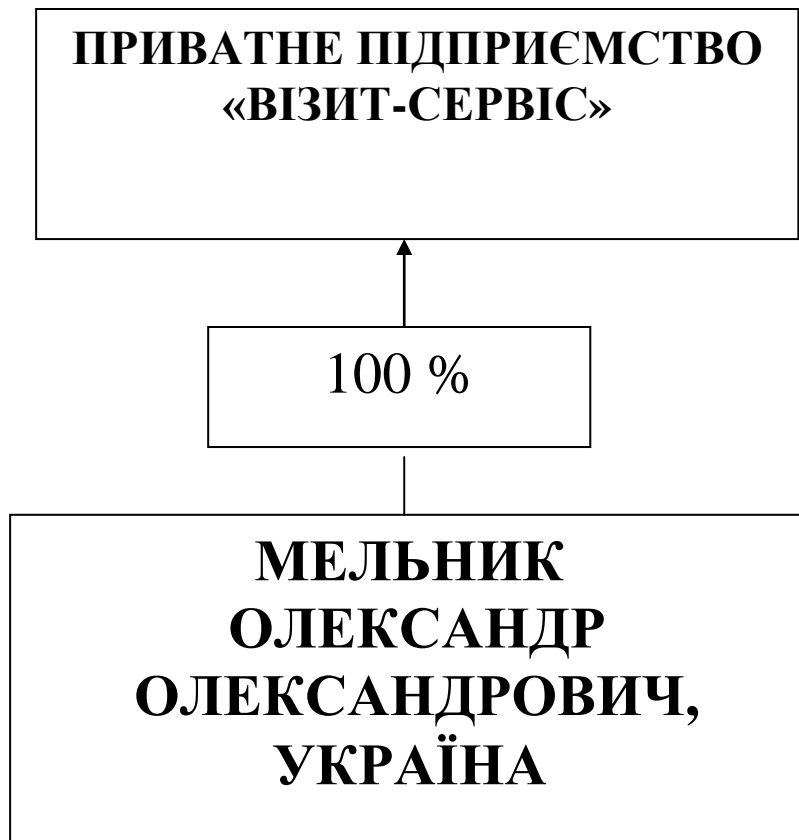 ПРИВАТНЕ ПІДПРИЄМСТВО
«ВІЗИТ-СЕРВІС»
100 %
МЕЛЬНИК
ОЛЕКСАНДР
ОЛЕКСАНДРОВИЧ,
УКРАЇНА